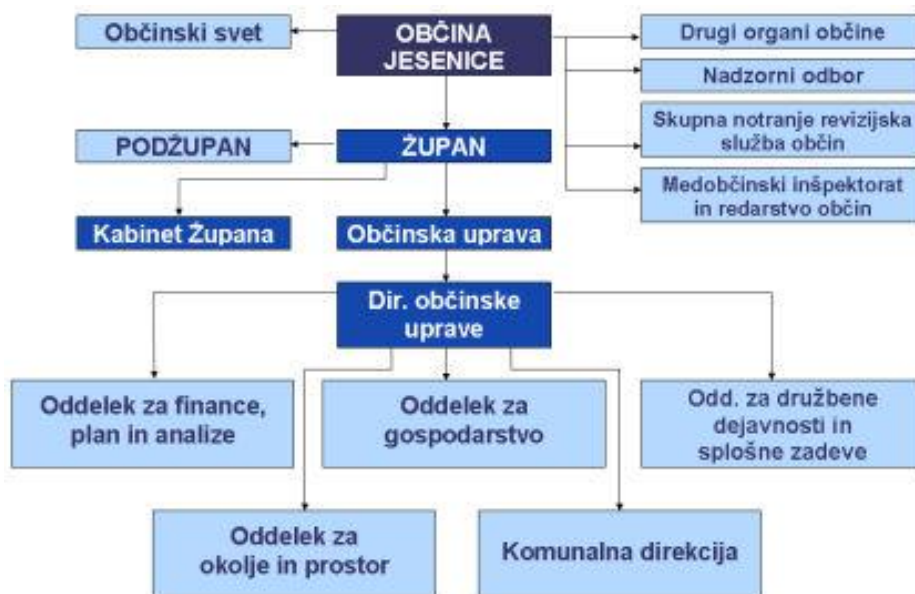 Občinski svet
OBČINA
JESENICE
Drugi organi občine
Nadzorni odbor
Skupna notranje revizijska
služba občin
Medobčinski inšpektorat
in redarstvo občin
PODŽUPAN
ŽUPAN
Kabinet Župana
Občinska uprava
Dir. občinske
uprave
Oddelek za finance,
plan in analize
Oddelek za
gospodarstvo
Odd. za družbene
dejavnosti in
splošne zadeve
Oddelek za
okolje in prostor
Komunalna direkcija